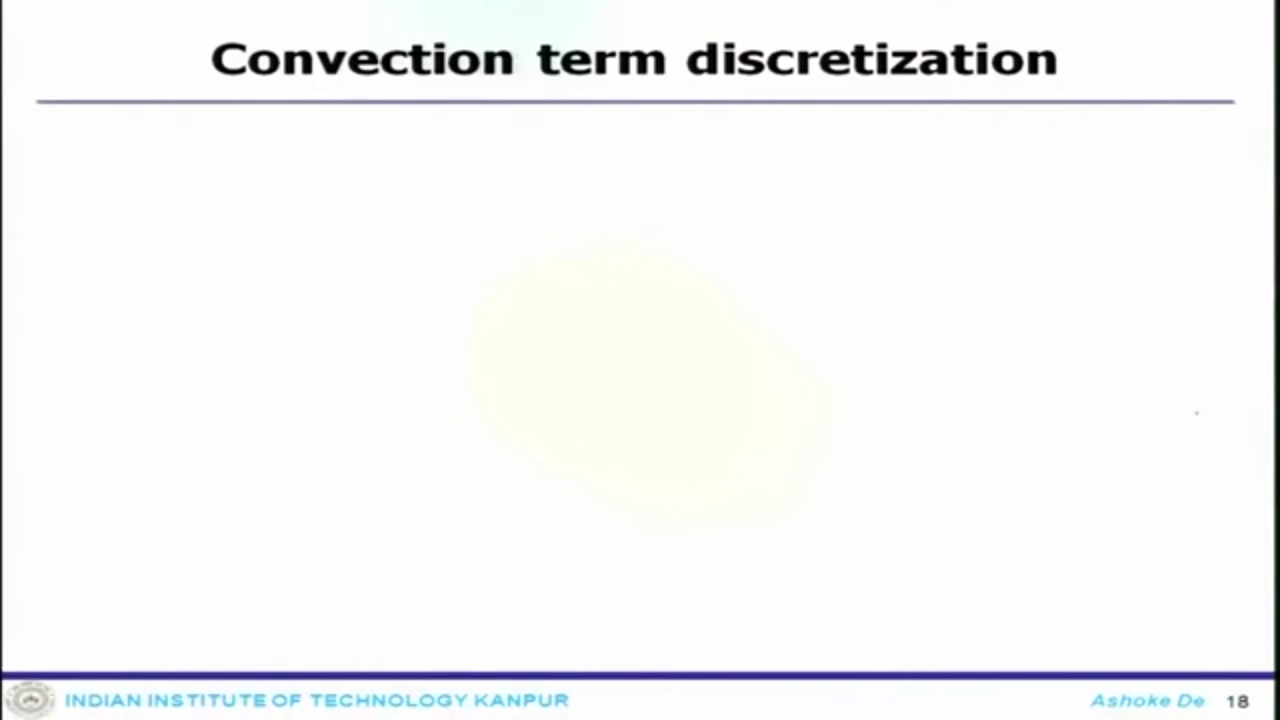 Convection term discretization
INDIAN INSTITUTE OF TECHNOLOGY KANPUR
Ashoke De 18